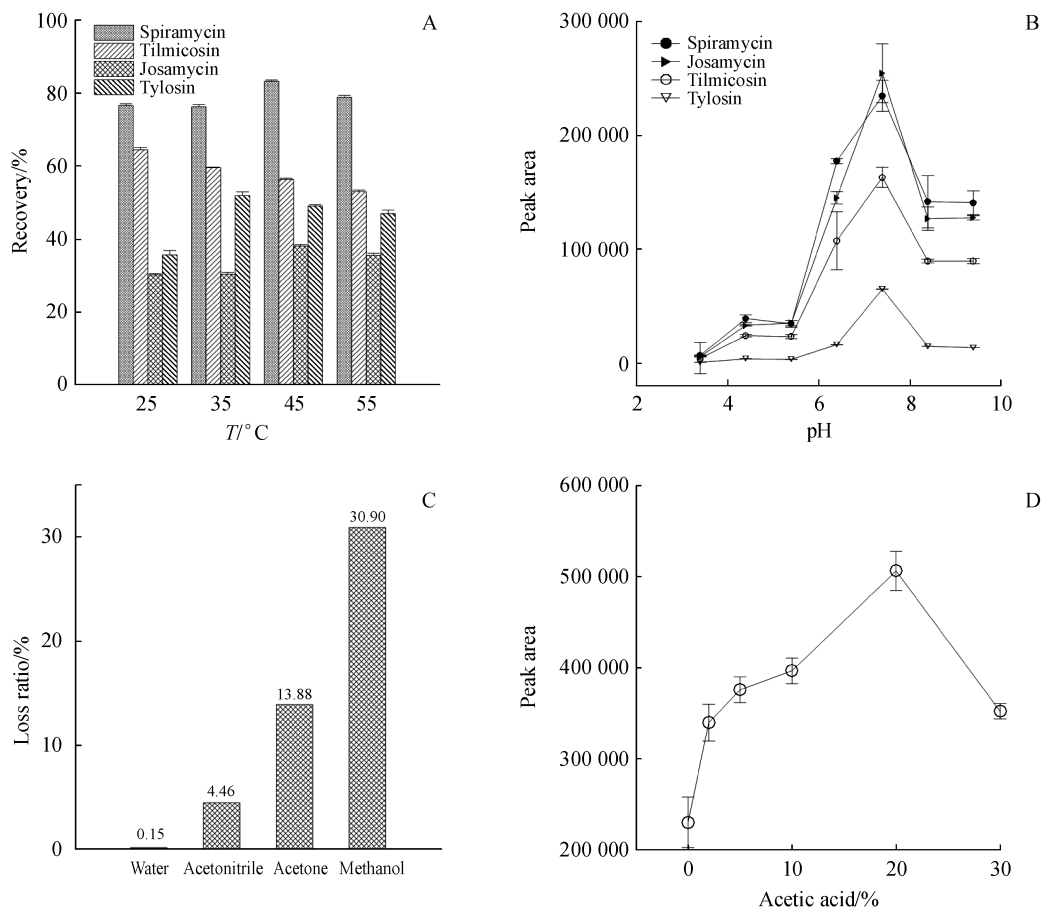 A
100
80
60
40
20
0
Recovery/%
Spiramycin
Tilmicosin
Josamycin
Tylosin
25 35 45 55
T/°C
B
300 000
200 000
100 000
0
Peak area
Spiramycin
Josamycin
Tilmicosin
Tylosin
2 4 6 8 10
pH
C
30
20
10
0
Loss ratio/%
0.15
4.46
13.88
30.90
Water Acetonitrile Acetone Methanol
D
600 000
500 000
400 000
300 000
200 000
Peak area
0 10 20 30
Acetic acid/%